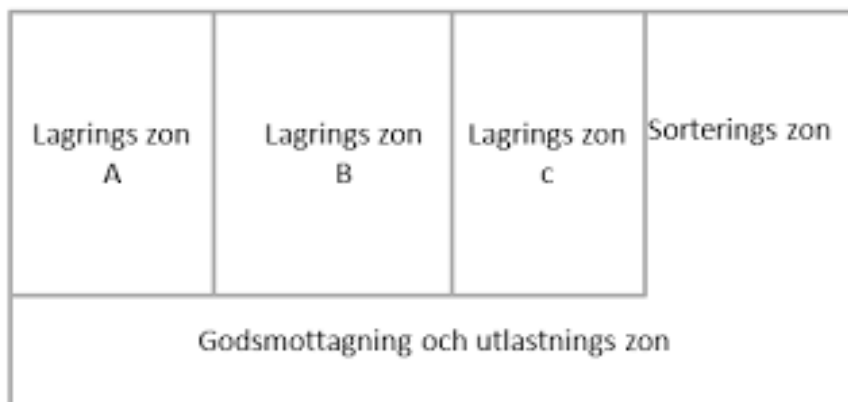 Lagrings zon
A
Lagrings zon
B
Lagrings zon
c
Sorterings zon
Godsmottagning och utlastnings zon